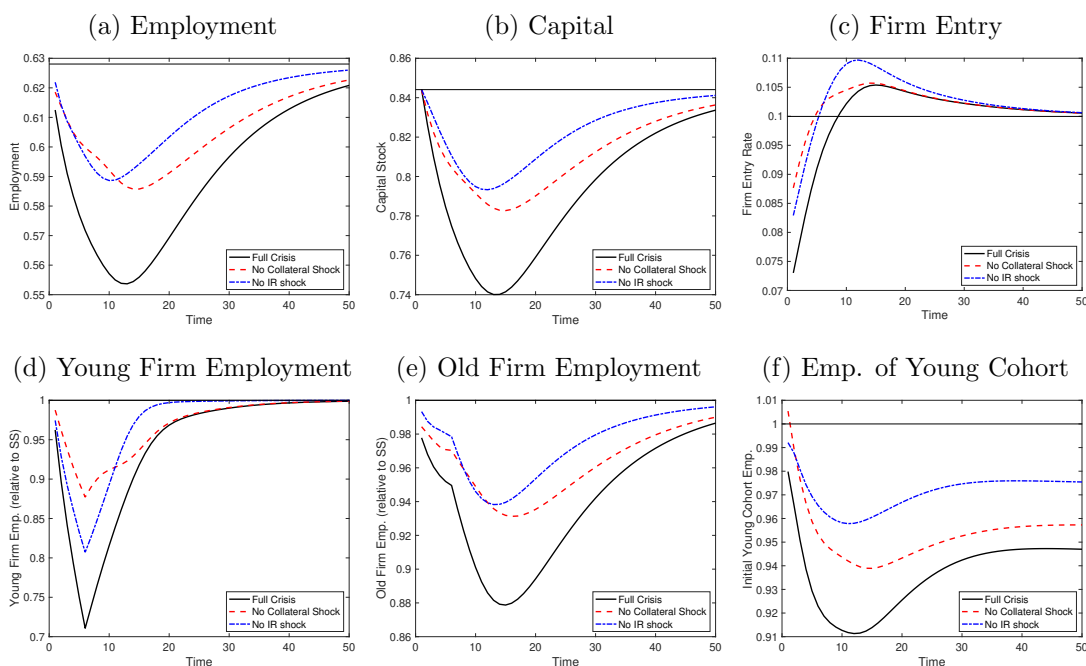 (a) Employment
(b) Capital
(c) Firm Entry
0.63
0.62
0.61
0.6
0.59
0.58
0.57
0.56
0.55
Employment
0 10 20 30 40 50
Time
Full Crisis
No Collateral Shock
No IR shock
0.86
0.84
0.82
0.8
0.78
0.76
0.74
Capital Stock
0 10 20 30 40 50
Time
Full Crisis
No Collateral Shock
No IR shock
0.11
0.105
0.1
0.095
0.09
0.085
0.08
0.075
0.07
Firm Entry Rate
0 10 20 30 40 50
Time
Full Crisis
No Collateral Shock
No IR shock
(d) Young Firm Employment
(e) Old Firm Employment
(f) Emp. of Young Cohort
1
0.95
0.9
0.85
0.8
0.75
0.7
Young Firm Emp. (relative to SS)
0 10 20 30 40 50
Time
Full Crisis
No Collateral Shock
No IR shock
1
0.98
0.96
0.94
0.92
0.9
0.88
0.86
Old Firm Emp. (relative to SS)
0 10 20 30 40 50
Time
Full Crisis
No Collateral Shock
No IR shock
1.01
1
0.99
0.98
0.97
0.96
0.95
0.94
0.93
0.92
0.91
Initial Young Cohort Emp.
0 10 20 30 40 50
Time
Full Crisis
No Collateral Shock
No IR shock